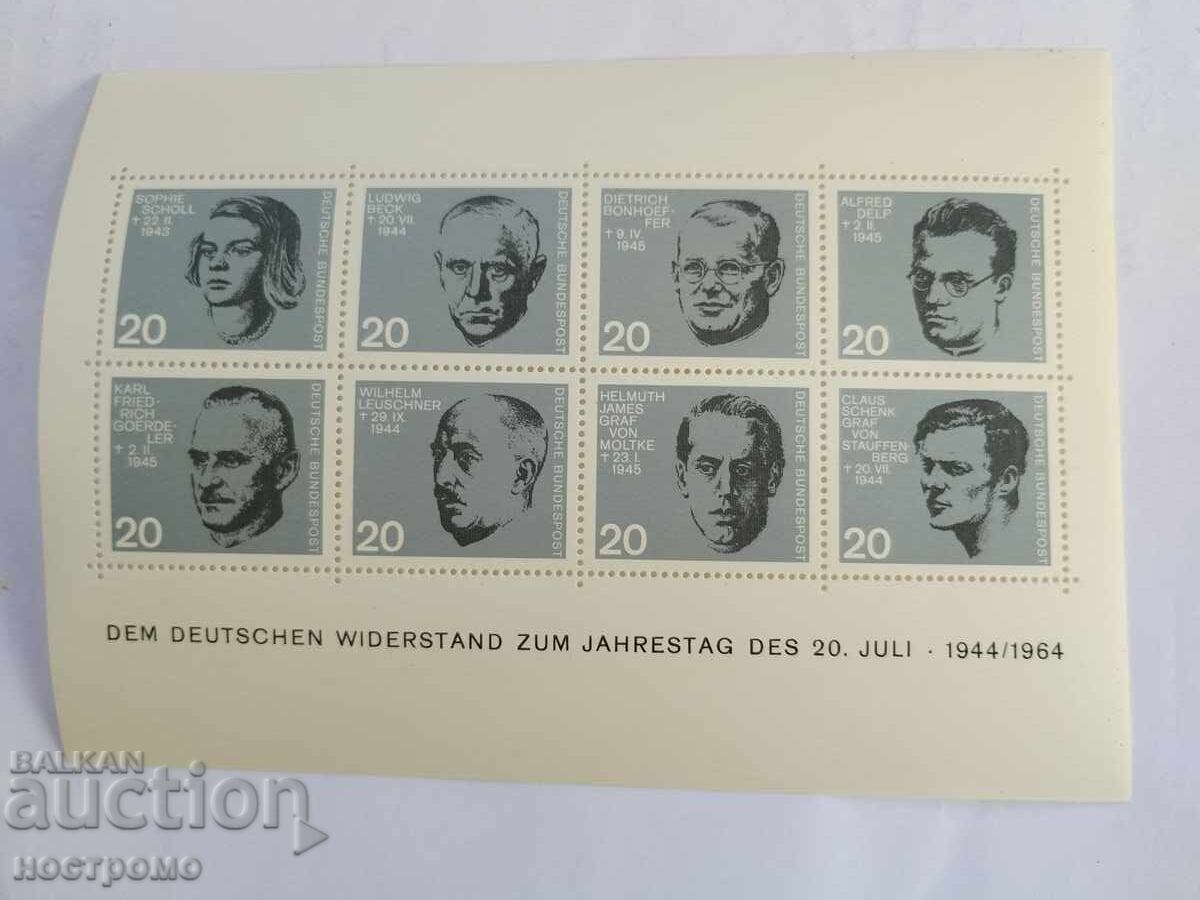 SOPHIE
SCHOLL
† 22. II.
1943
DEUTSCHE BUNDESPOST
20
LUDWIG
BECK
† 20. VII.
1944
DEUTSCHE BUNDESPOST
20
DIETRICH
BONHOEF-
FER
† 9. IV.
1945
DEUTSCHE BUNDESPOST
20
ALFRED
DELP
† 2. II.
1945
DEUTSCHE BUNDESPOST
20
KARL
FRIED-
RICH
GOERDE-
LER
† 2. II.
1945
DEUTSCHE BUNDESPOST
20
WILHELM
LEUSCHNER
† 29. IX
1944
DEUTSCHE BUNDESPOST
20
HELMUTH
JAMES
GRAF
VON
MOLTKE
† 23. I.
1945
DEUTSCHE BUNDESPOST
20
CLAUS
SCHENK
GRAF
VON
STAUFFEN-
BERG
† 20. VII.
1944
DEUTSCHE BUNDESPOST
20
DEM DEUTSCHEN WIDERSTAND ZUM JAHRESTAG DES 20. JULI · 1944/1964
BALKAN
auction
ностромо